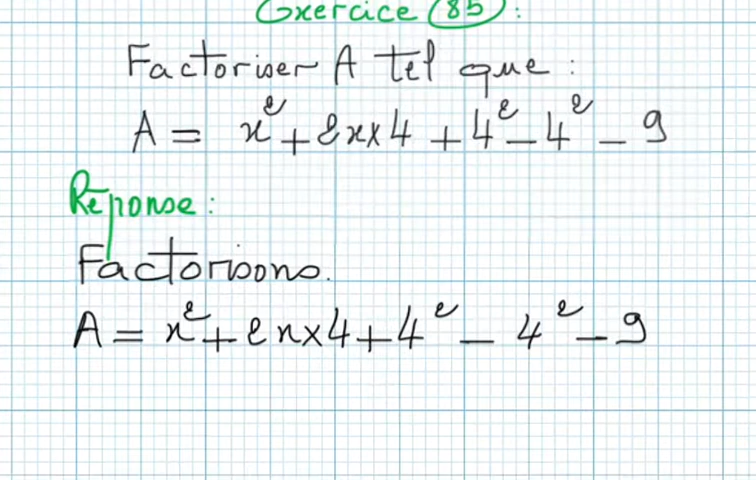 Exercice 85 :
Factoriser A tel que :
A = x² + 2x×4 + 4² - 4² - 9
Réponse :
Factorisons.
A = x² + 2x×4 + 4² - 4² - 9